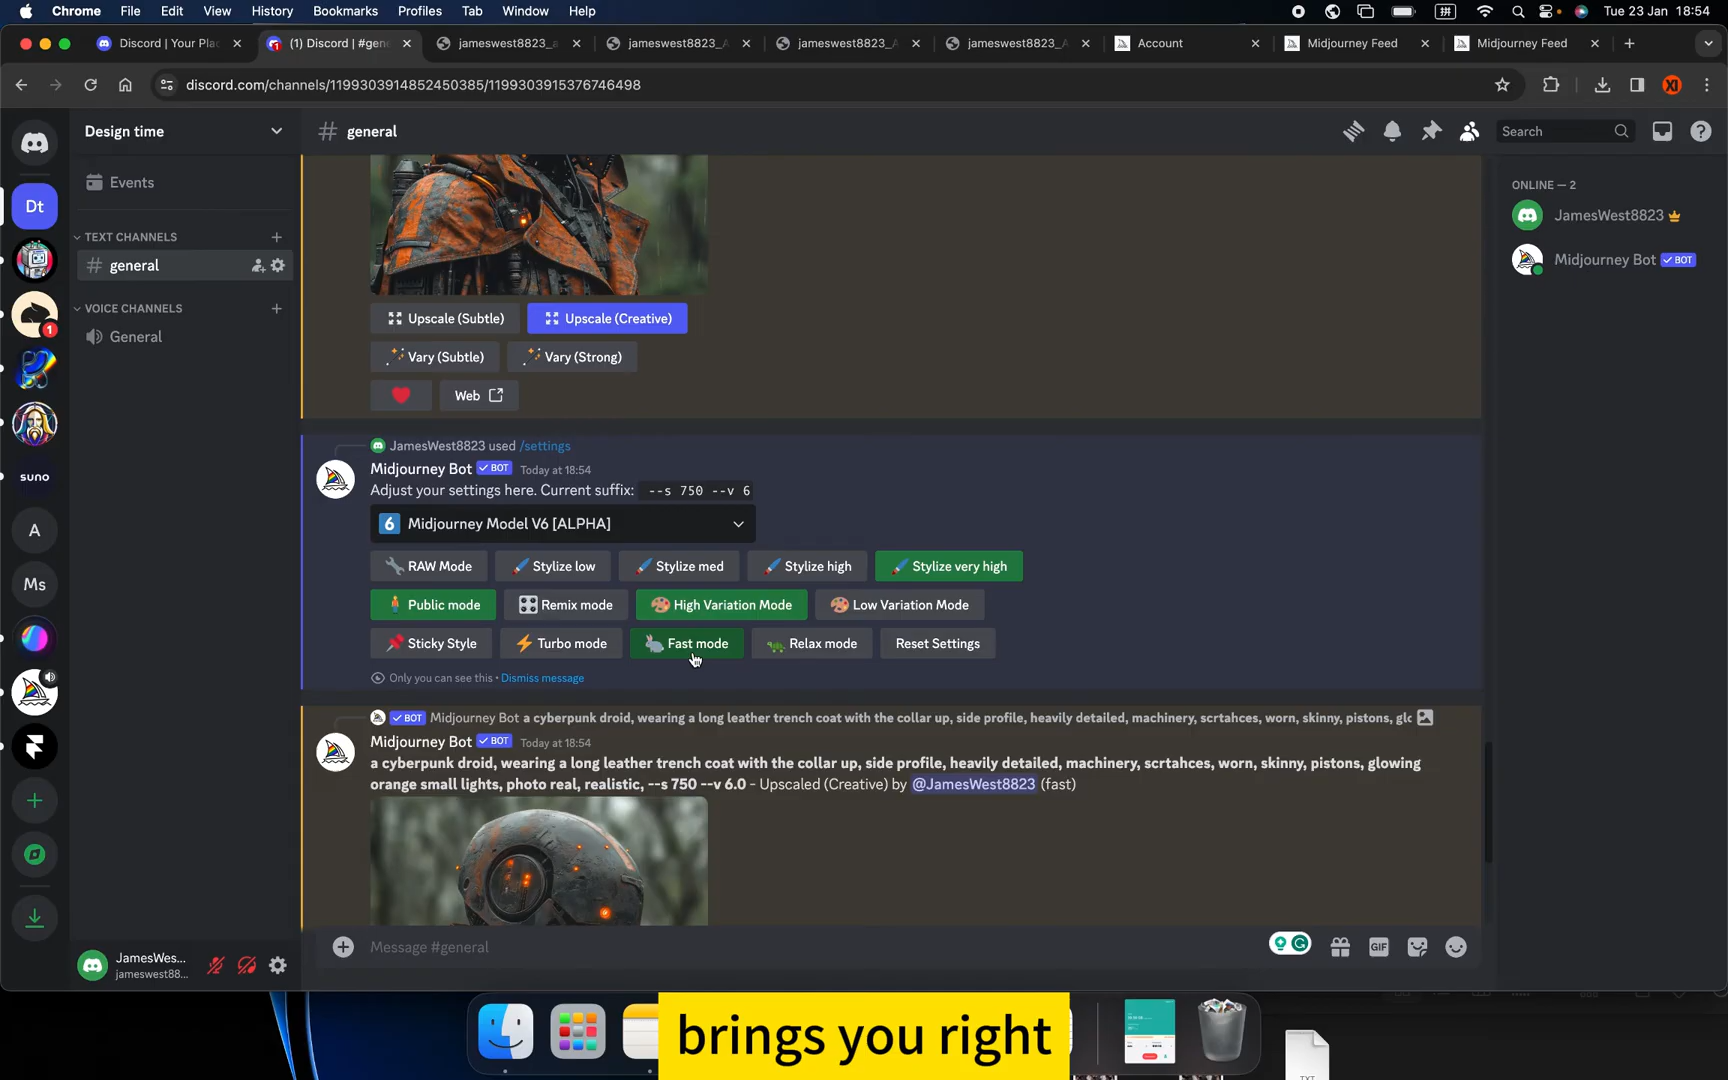 Chrome File Edit View History Bookmarks Profiles Tab Window Help 拼 Tue 23 Jan 18:54
Discord | Your Pla (1) Discord | #gene jameswest8823_a jameswest8823_A jameswest8823_A jameswest8823_A Account Midjourney Feed Midjourney Feed
discord.com/channels/1199303914852450385/1199303915376746498 XI
Design time
# general
Search
Events
Dt
TEXT CHANNELS
# general
VOICE CHANNELS
General
1
suno
A
Ms
ONLINE — 2
JamesWest8823
Midjourney Bot BOT
Upscale (Subtle) Upscale (Creative)
Vary (Subtle) Vary (Strong)
Web
JamesWest8823 used /settings
Midjourney Bot BOT Today at 18:54
Adjust your settings here. Current suffix: --s 750 --v 6
6 Midjourney Model V6 [ALPHA]
RAW Mode Stylize low Stylize med Stylize high Stylize very high
Public mode Remix mode High Variation Mode Low Variation Mode
Sticky Style Turbo mode Fast mode Relax mode Reset Settings
Only you can see this • Dismiss message
BOT Midjourney Bot a cyberpunk droid, wearing a long leather trench coat with the collar up, side profile, heavily detailed, machinery, scrtahces, worn, skinny, pistons, glc
Midjourney Bot BOT Today at 18:54
a cyberpunk droid, wearing a long leather trench coat with the collar up, side profile, heavily detailed, machinery, scrtahces, worn, skinny, pistons, glowing
orange small lights, photo real, realistic, --s 750 --v 6.0 - Upscaled (Creative) by @JamesWest8823 (fast)
Message #general
GIF
JamesWes...
jameswest88...
brings you right
TXT